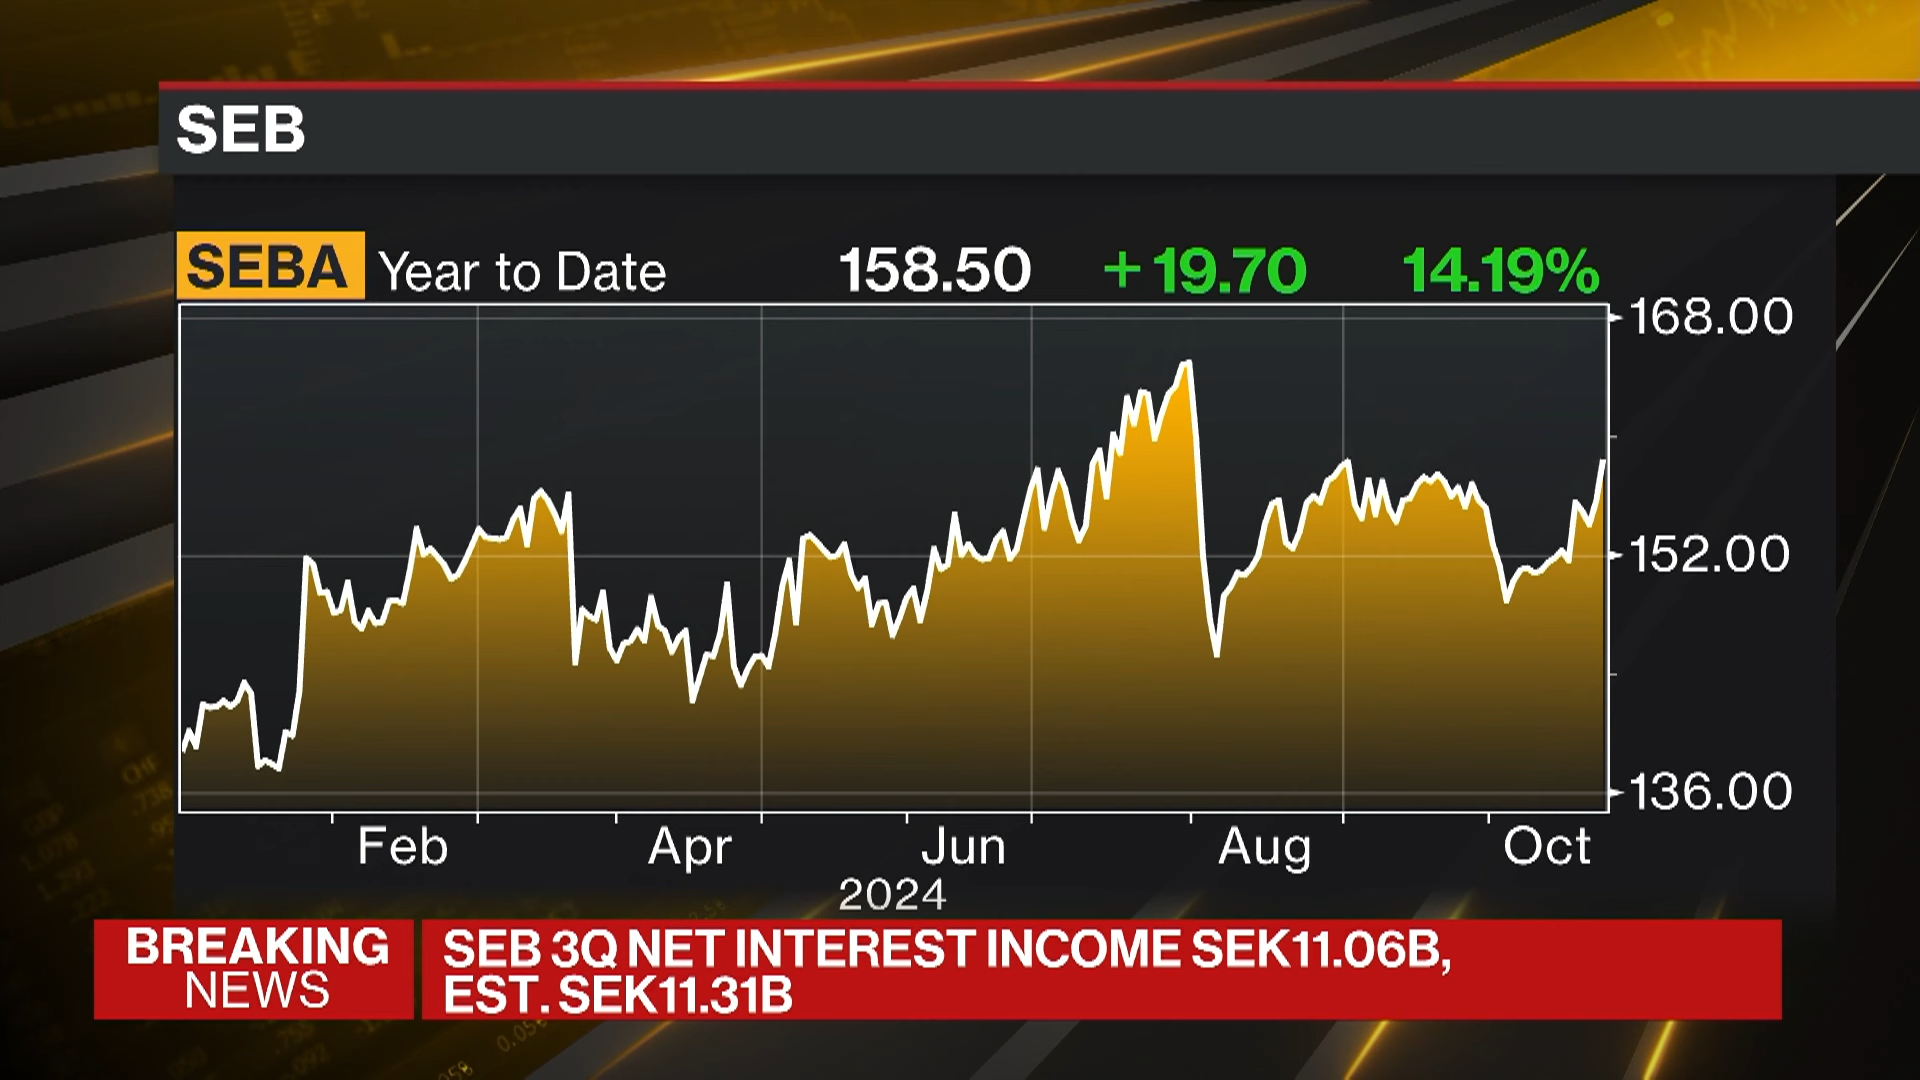 SEB
SEBA Year to Date 158.50 +19.70 14.19%
168.00
152.00
136.00
Feb Apr Jun Aug Oct
2024
BREAKING
NEWS
SEB 3Q NET INTEREST INCOME SEK11.06B,
EST. SEK11.31B